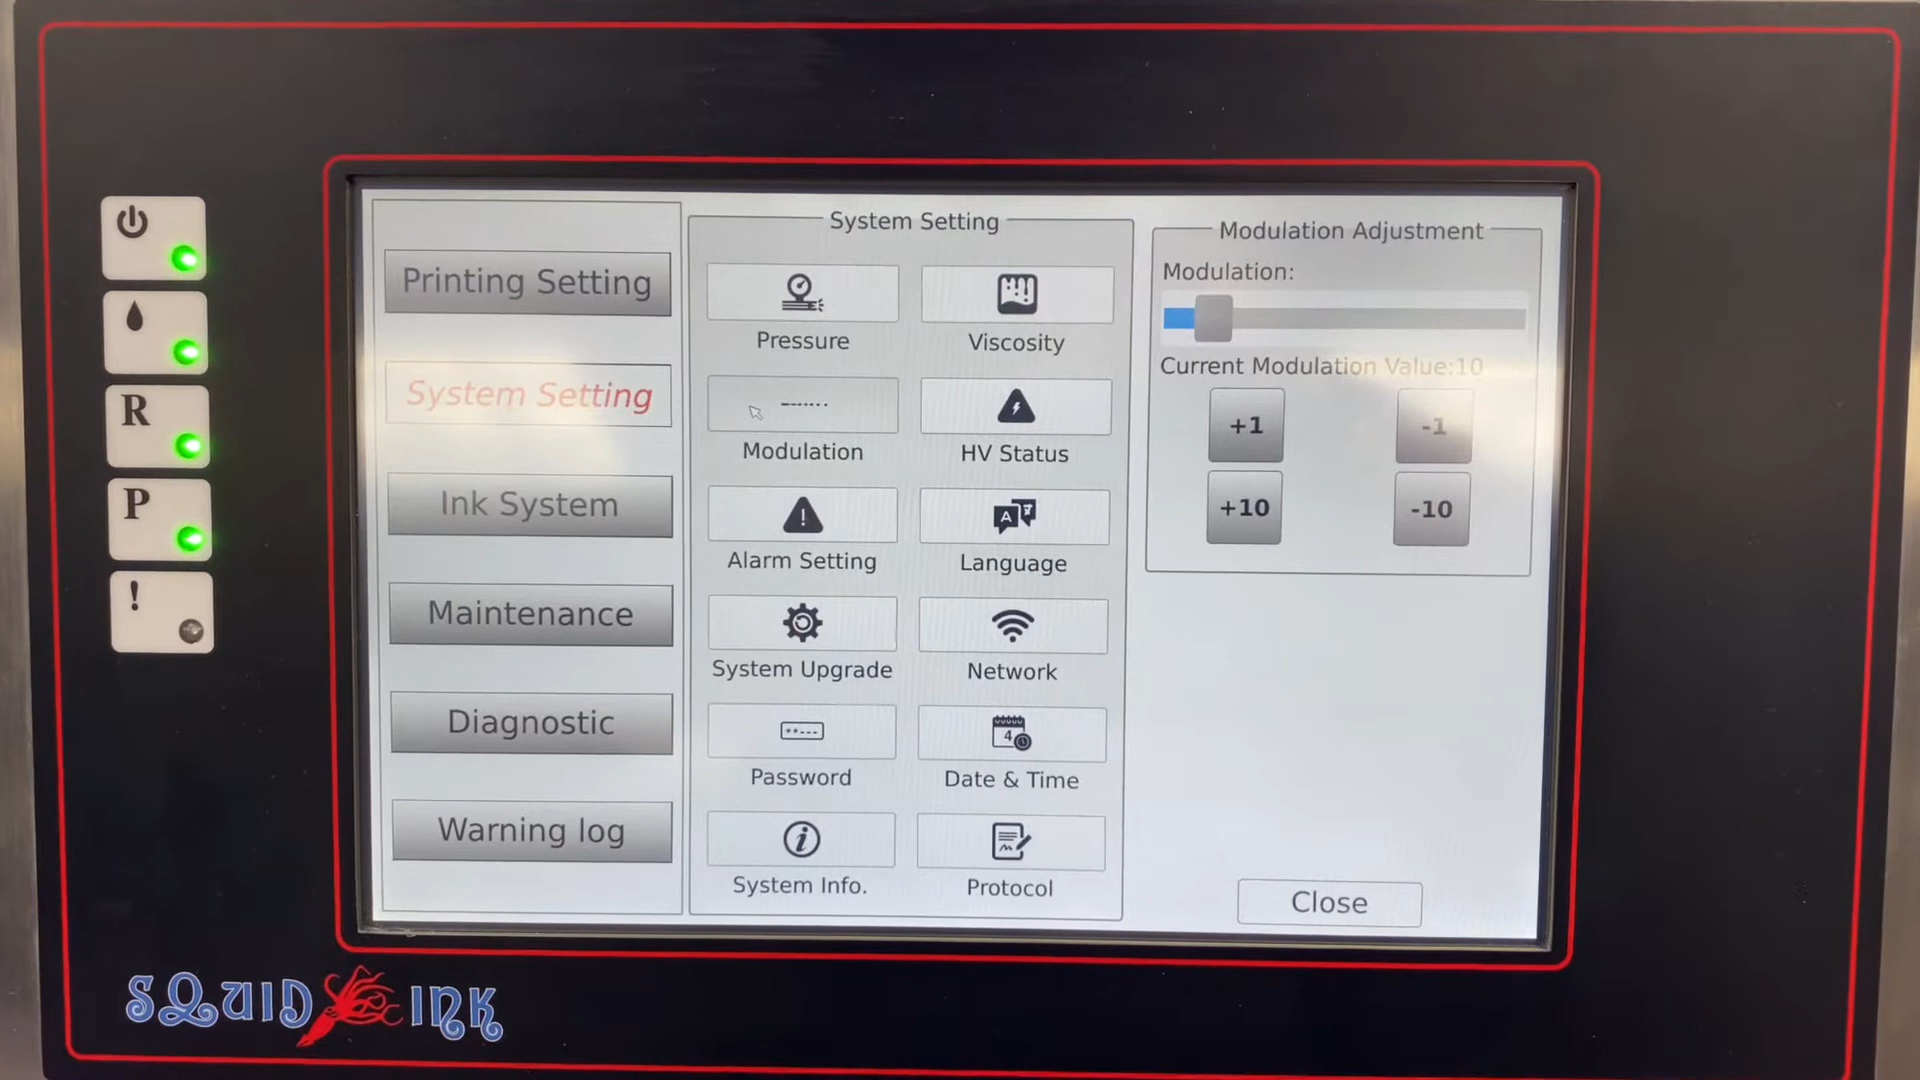 R
P
!
Printing Setting
System Setting
Ink System
Maintenance
Diagnostic
Warning log
System Setting
Pressure
Viscosity
Modulation
HV Status
Alarm Setting
Language
System Upgrade
Network
Password
Date & Time
System Info.
Protocol
Modulation Adjustment
Modulation:
Current Modulation Value:10
+1
-1
+10
-10
Close
SQUID INK